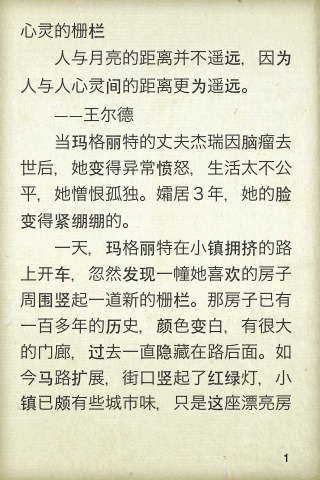 心灵的栅栏
人与月亮的距离并不遥远，因为
人与人心灵间的距离更为遥远。
——王尔德
当玛格丽特的丈夫杰瑞因脑瘤去
世后，她变得异常愤怒，生活太不公
平，她憎恨孤独。孀居３年，她的脸
变得紧绷绷的。
一天，玛格丽特在小镇拥挤的路
上开车，忽然发现一幢她喜欢的房子
周围竖起一道新的栅栏。那房子已有
一百多年的历史，颜色变白，有很大
的门廊，过去一直隐藏在路后面。如
今马路扩展，街口竖起了红绿灯，小
镇已颇有些城市味，只是这座漂亮房
1